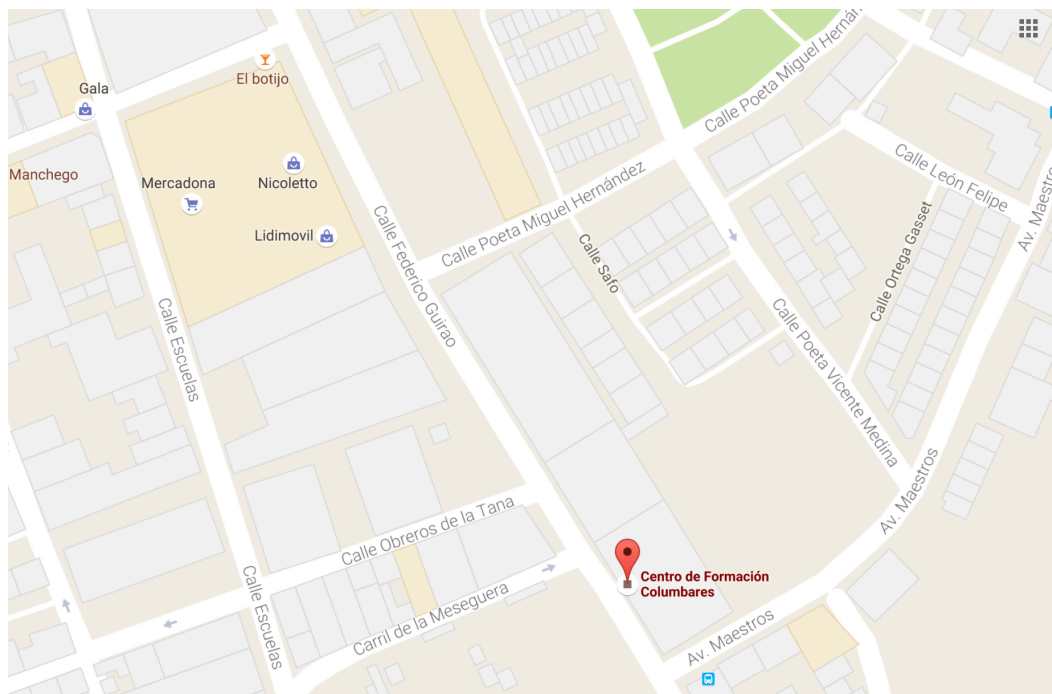 El botijo
Gala
Manchego
Mercadona
Nicoletto
Lidimovil
Calle Poeta Miguel Hernánd
Calle Poeta Miguel Hernández
Calle León Felipe
Av. Maestro
Calle Ortega Gasset
Calle Safo
Calle Federico Guirao
Calle Escuelas
Calle Poeta Vicente Medina
Av. Maestros
Calle Obreros de la Tana
Calle Escuelas
Carril de la Meseguera
Centro de Formación
Columbares
Av. Maestros